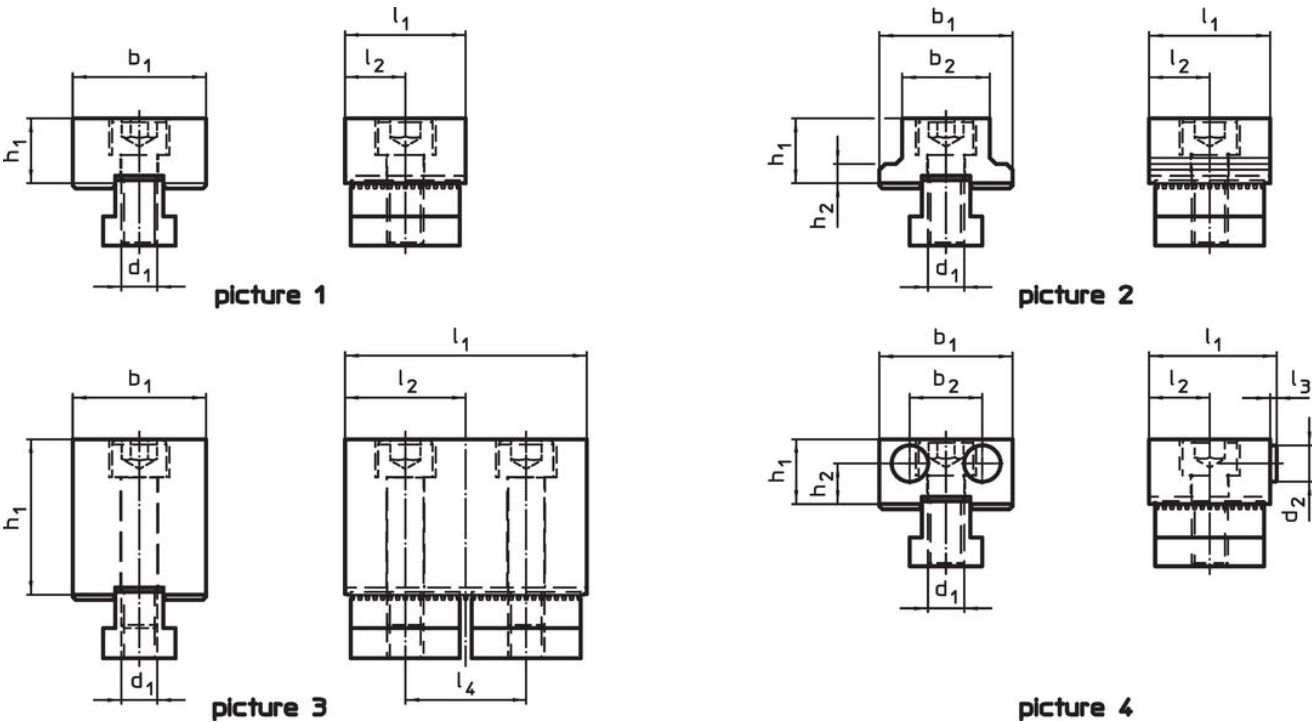 b1
l1
l2
h1
d1
picture 1
b1
b2
l1
l2
h1
h2
d1
picture 2
b1
l1
l2
h1
d1
l4
picture 3
b1
b2
l1
l2
l3
h1
h2
d2
d1
picture 4